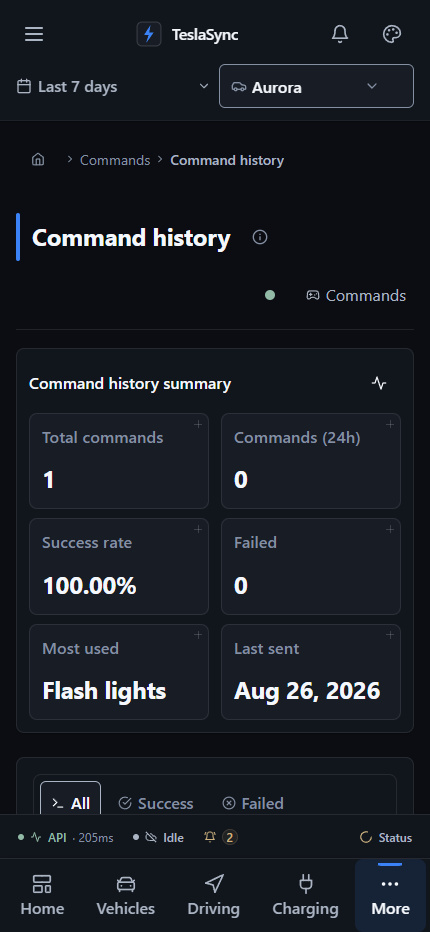 TeslaSync
Last 7 days
Aurora
Commands
Command history
Command history
Commands
Command history summary
Total commands
1
Commands (24h)
0
Success rate
100.00%
Failed
0
Most used
Flash lights
Last sent
Aug 26, 2026
All
Success
Failed
API · 205ms
Idle
2
Status
Home
Vehicles
Driving
Charging
More